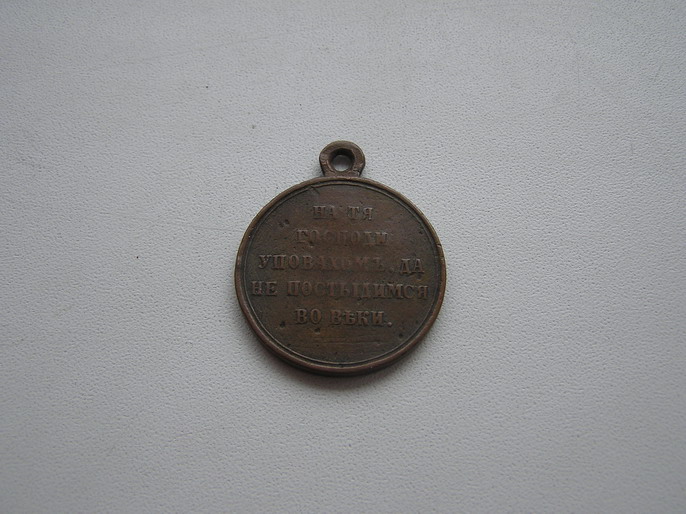 НА ТЯ
ГОСПОДИ
УПОВАХОМЪ, ДА
НЕ ПОСТЫДИМСЯ
ВО ВѢКИ.